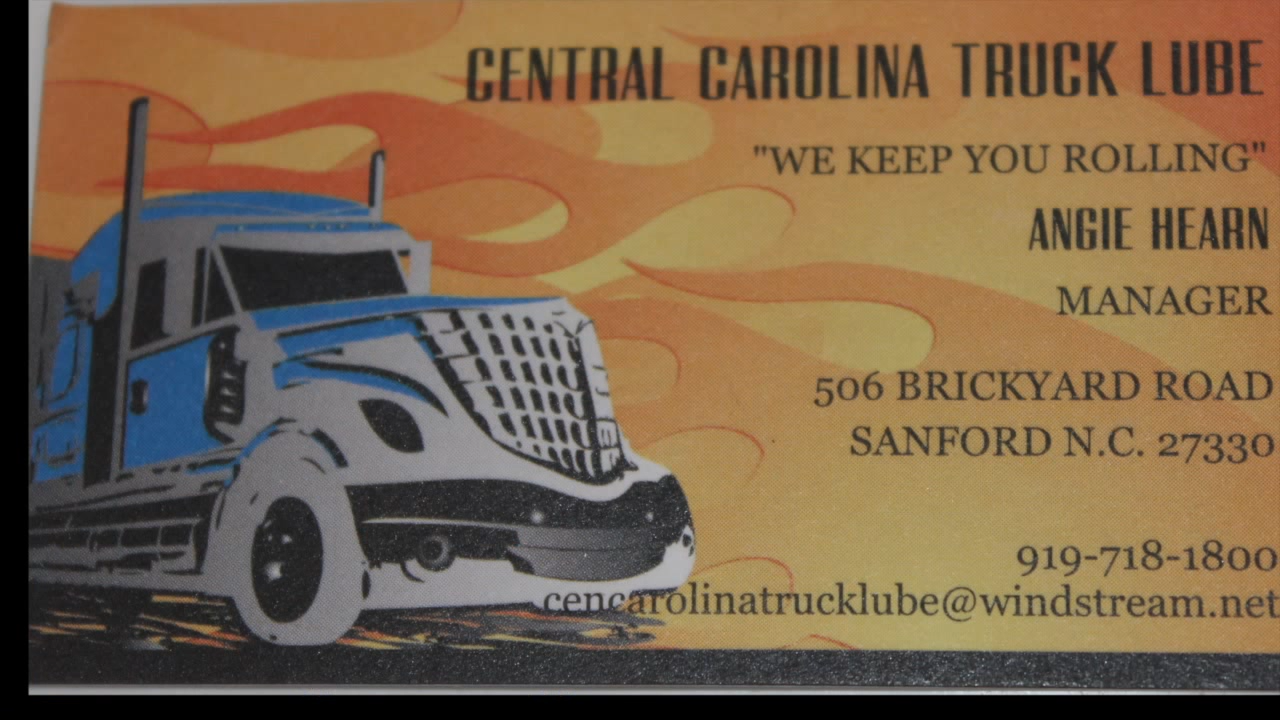 CENTRAL CAROLINA TRUCK LUBE
"WE KEEP YOU ROLLING"
ANGIE HEARN
MANAGER
506 BRICKYARD ROAD
SANFORD N.C. 27330
919-718-1800
cencarolinatrucklube@windstream.net